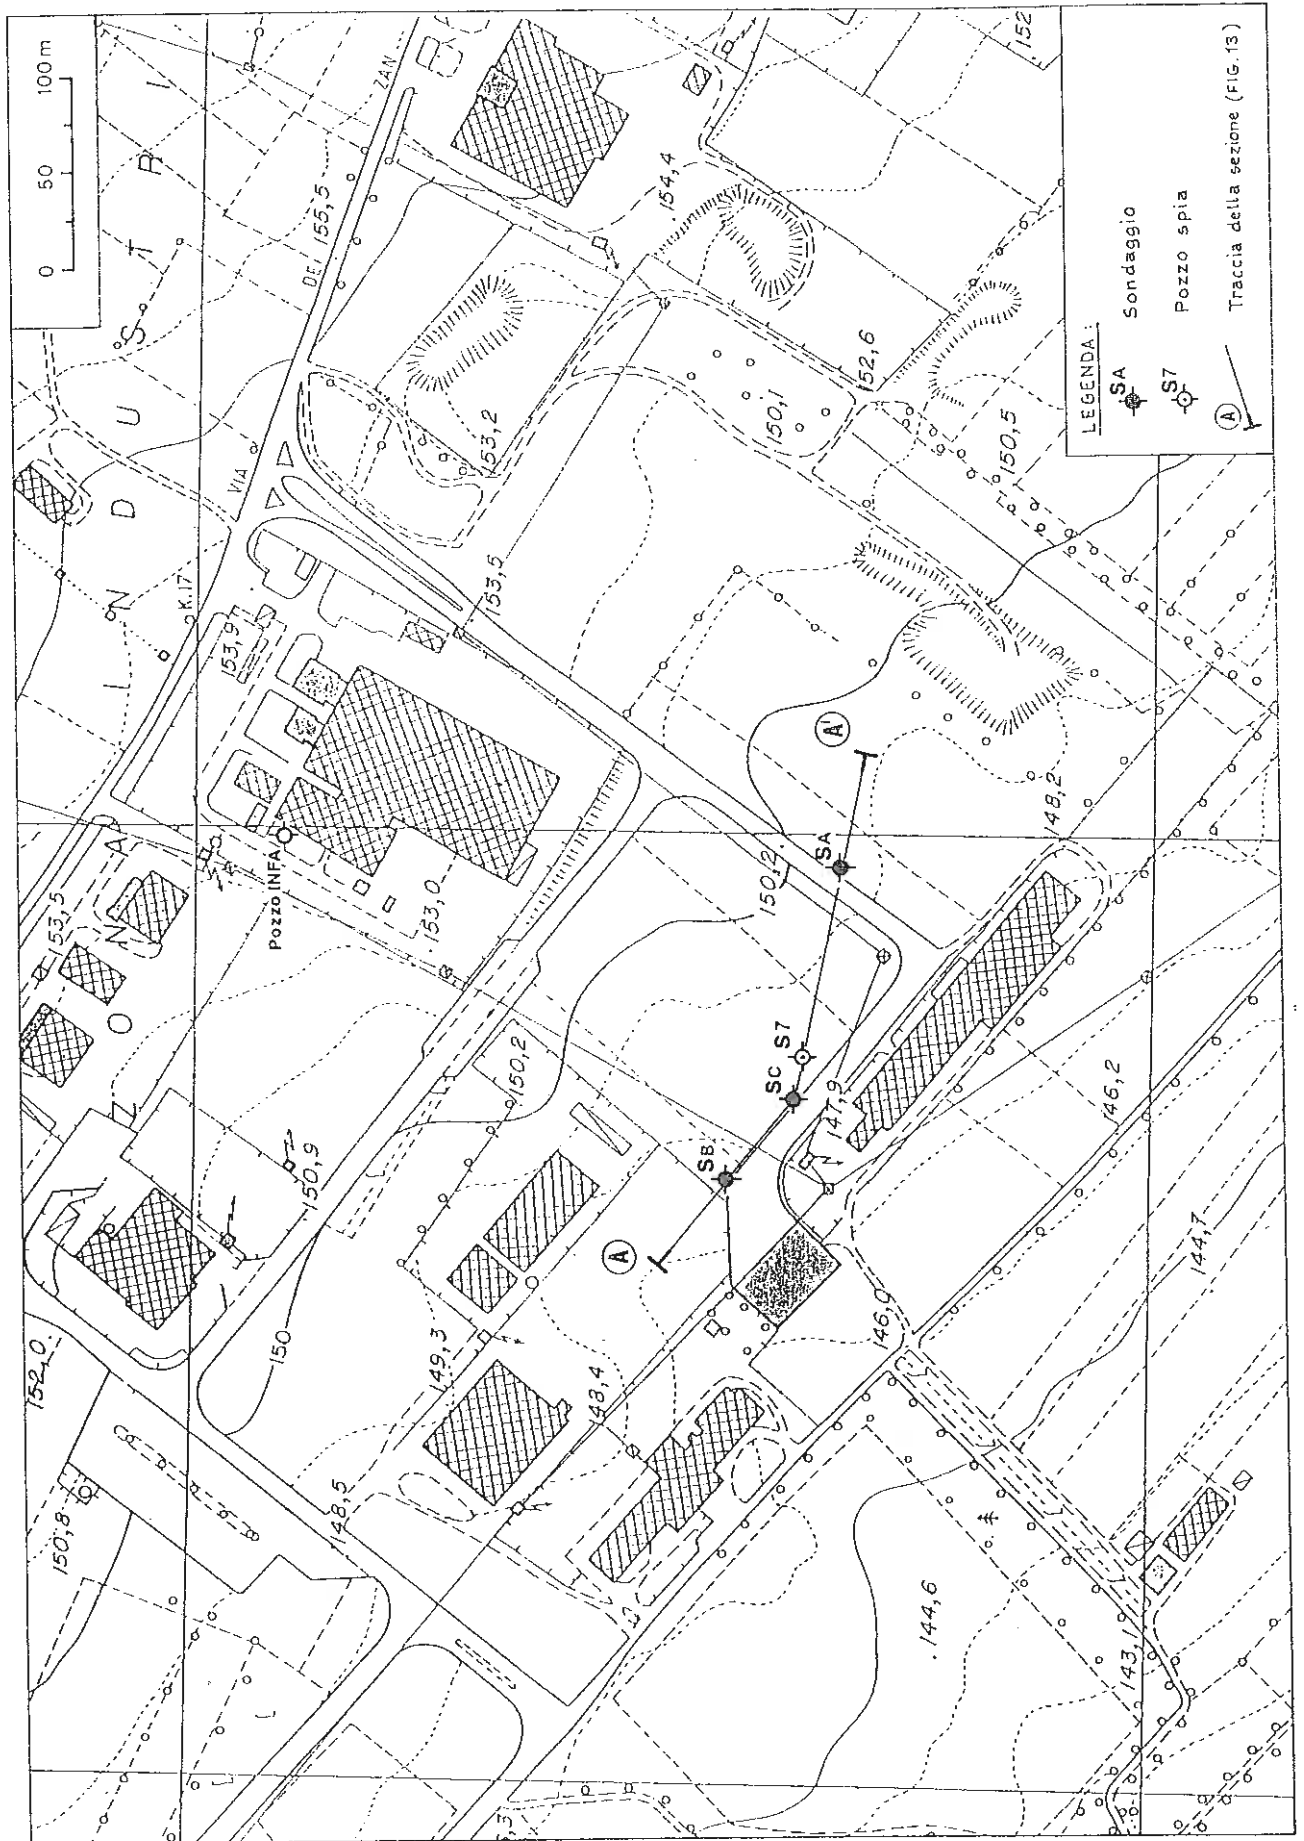 0 50 100 m
ZONA INDUSTRI
VIA DEI ZAN
155,5
K.17
152,0
153,5
153,9
150,8
150,9
Pozzo INFA
153,0
153,5
153,2
154,4
152
150
149,3
150,2
148,5
148,4
150,1
152,6
150,2
150,5
A
SB
SC
S7
SA
A'
147,9
148,2
146,0
146,2
144,7
144,6
143,1
LEGENDA:
SA Sondaggio
S7 Pozzo spia
A Traccia della sezione (FIG. 13)